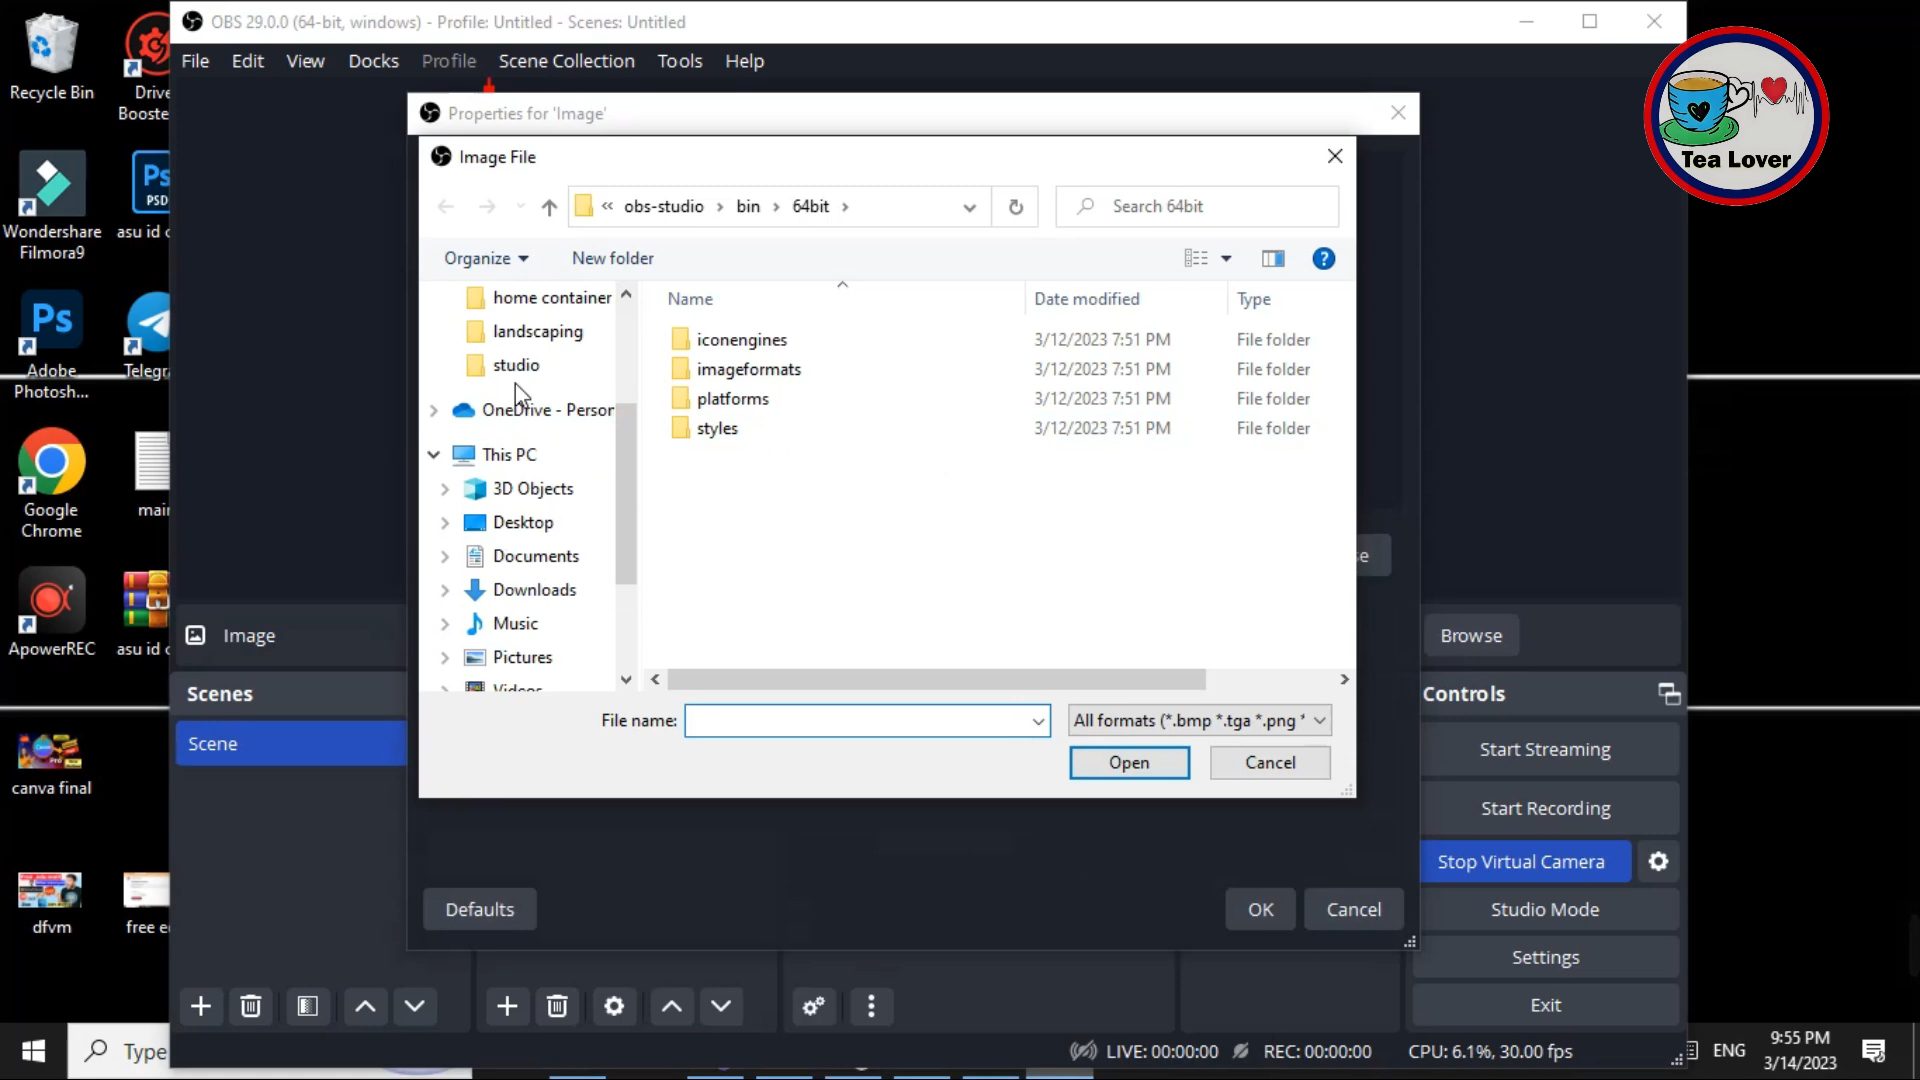 OBS 29.0.0 (64-bit, windows) - Profile: Untitled - Scenes: Untitled
File Edit View Docks Profile Scene Collection Tools Help
Tea Lover
Recycle Bin
Drive
Booste
Wondershare
Filmora9
PS
PSD
asu id c
Ps
Adobe
Photosh...
Telegra
Google
Chrome
main
ApowerREC
asu id c
canva final
dfvm
free e
Properties for 'Image'
Image File
« obs-studio › bin › 64bit ›
Search 64bit
Organize
New folder
home container
landscaping
studio
OneDrive - Person
This PC
3D Objects
Desktop
Documents
Downloads
Music
Pictures
Videos
Name Date modified Type
iconengines 3/12/2023 7:51 PM File folder
imageformats 3/12/2023 7:51 PM File folder
platforms 3/12/2023 7:51 PM File folder
styles 3/12/2023 7:51 PM File folder
File name:
All formats (*.bmp *.tga *.png *
Open Cancel
se
Defaults OK Cancel
Image
Browse
Scenes
Scene
Controls
Start Streaming
Start Recording
Stop Virtual Camera
Studio Mode
Settings
Exit
LIVE: 00:00:00 REC: 00:00:00 CPU: 6.1%, 30.00 fps
Type
ENG
9:55 PM
3/14/2023